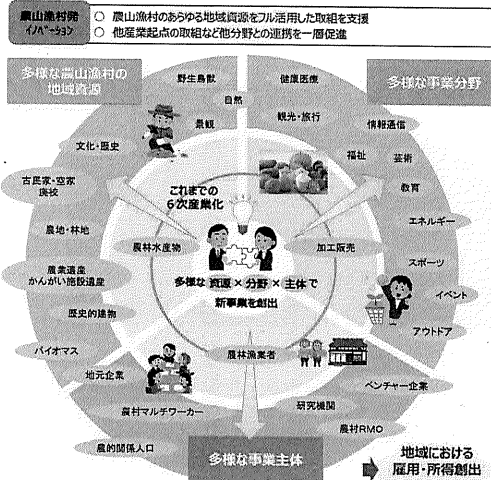 農山漁村発
イノベーション
○ 農山漁村のあらゆる地域資源をフル活用した取組を支援
○ 他産業起点の取組など他分野との連携を一層促進
多様な農山漁村の
地域資源
多様な事業分野
野生鳥獣
自然
景観
文化・歴史
古民家・空家
廃校
農地・林地
農業遺産
かんがい施設遺産
歴史的建物
バイオマス
健康医療
観光・旅行
情報通信
福祉
芸術
教育
エネルギー
スポーツ
イベント
アウトドア
これまでの
6次産業化
農林水産物
加工販売
多様な 資源×分野×主体で
新事業を創出
農林漁業者
地元企業
農村マルチワーカー
農的関係人口
ベンチャー企業
研究機関
農村RMO
多様な事業主体
地域における
雇用・所得創出